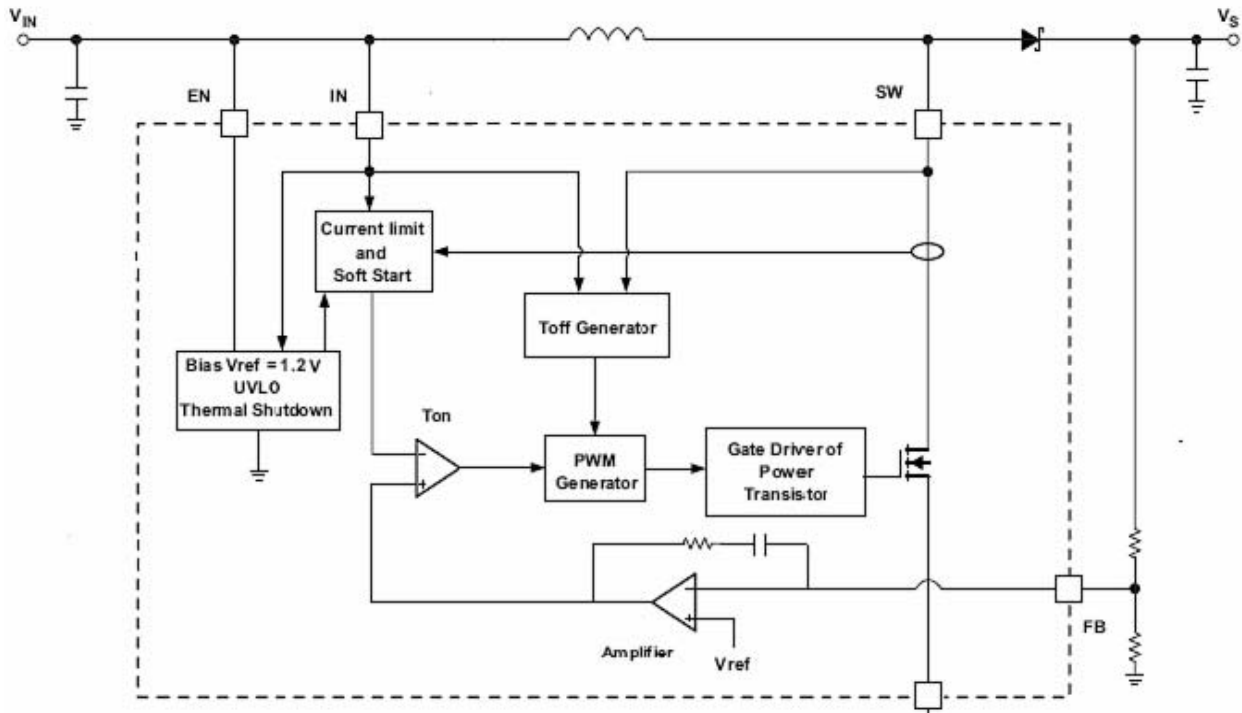 VIN
VS
EN
IN
SW
Current limit
and
Soft Start
Toff Generator
Bias Vref = 1.2 V
UVLO
Thermal Shutdown
Ton
PWM
Generator
Gate Driver of
Power
Transistor
FB
Amplifier
Vref